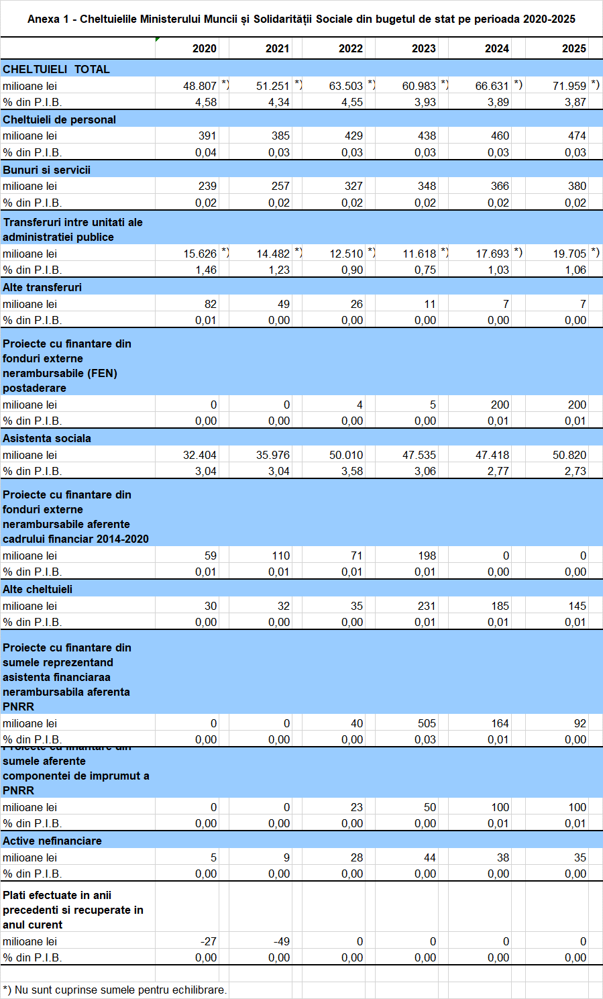 Anexa 1 - Cheltuielile Ministerului Muncii și Solidarității Sociale din bugetul de stat pe perioada 2020-2025
2020 2021 2022 2023 2024 2025
CHELTUIELI TOTAL
milioane lei 48.807 *) 51.251 *) 63.503 *) 60.983 *) 66.631 *) 71.959 *)
% din P.I.B. 4,58 4,34 4,55 3,93 3,89 3,87
Cheltuieli de personal
milioane lei 391 385 429 438 460 474
% din P.I.B. 0,04 0,03 0,03 0,03 0,03 0,03
Bunuri si servicii
milioane lei 239 257 327 348 366 380
% din P.I.B. 0,02 0,02 0,02 0,02 0,02 0,02
Transferuri intre unitati ale
administratiei publice
milioane lei 15.626 *) 14.482 *) 12.510 *) 11.618 *) 17.693 *) 19.705 *)
% din P.I.B. 1,46 1,23 0,90 0,75 1,03 1,06
Alte transferuri
milioane lei 82 49 26 11 7 7
% din P.I.B. 0,01 0,00 0,00 0,00 0,00 0,00
Proiecte cu finantare din
fonduri externe
nerambursabile (FEN)
postaderare
milioane lei 0 0 4 5 200 200
% din P.I.B. 0,00 0,00 0,00 0,00 0,01 0,01
Asistenta sociala
milioane lei 32.404 35.976 50.010 47.535 47.418 50.820
% din P.I.B. 3,04 3,04 3,58 3,06 2,77 2,73
Proiecte cu finantare din
fonduri externe
nerambursabile aferente
cadrului financiar 2014-2020
milioane lei 59 110 71 198 0 0
% din P.I.B. 0,01 0,01 0,01 0,01 0,00 0,00
Alte cheltuieli
milioane lei 30 32 35 231 185 145
% din P.I.B. 0,00 0,00 0,00 0,01 0,01 0,01
Proiecte cu finantare din
sumele reprezentand
asistenta financiaraa
nerambursabila aferenta
PNRR
milioane lei 0 0 40 505 164 92
% din P.I.B. 0,00 0,00 0,00 0,03 0,01 0,00
Proiecte cu finantare din
sumele aferente
componentei de imprumut a
PNRR
milioane lei 0 0 23 50 100 100
% din P.I.B. 0,00 0,00 0,00 0,00 0,01 0,01
Active nefinanciare
milioane lei 5 9 28 44 38 35
% din P.I.B. 0,00 0,00 0,00 0,00 0,00 0,00
Plati efectuate in anii
precedenti si recuperate in
anul curent
milioane lei -27 -49 0 0 0 0
% din P.I.B. 0,00 0,00 0,00 0,00 0,00 0,00
*) Nu sunt cuprinse sumele pentru echilibrare.